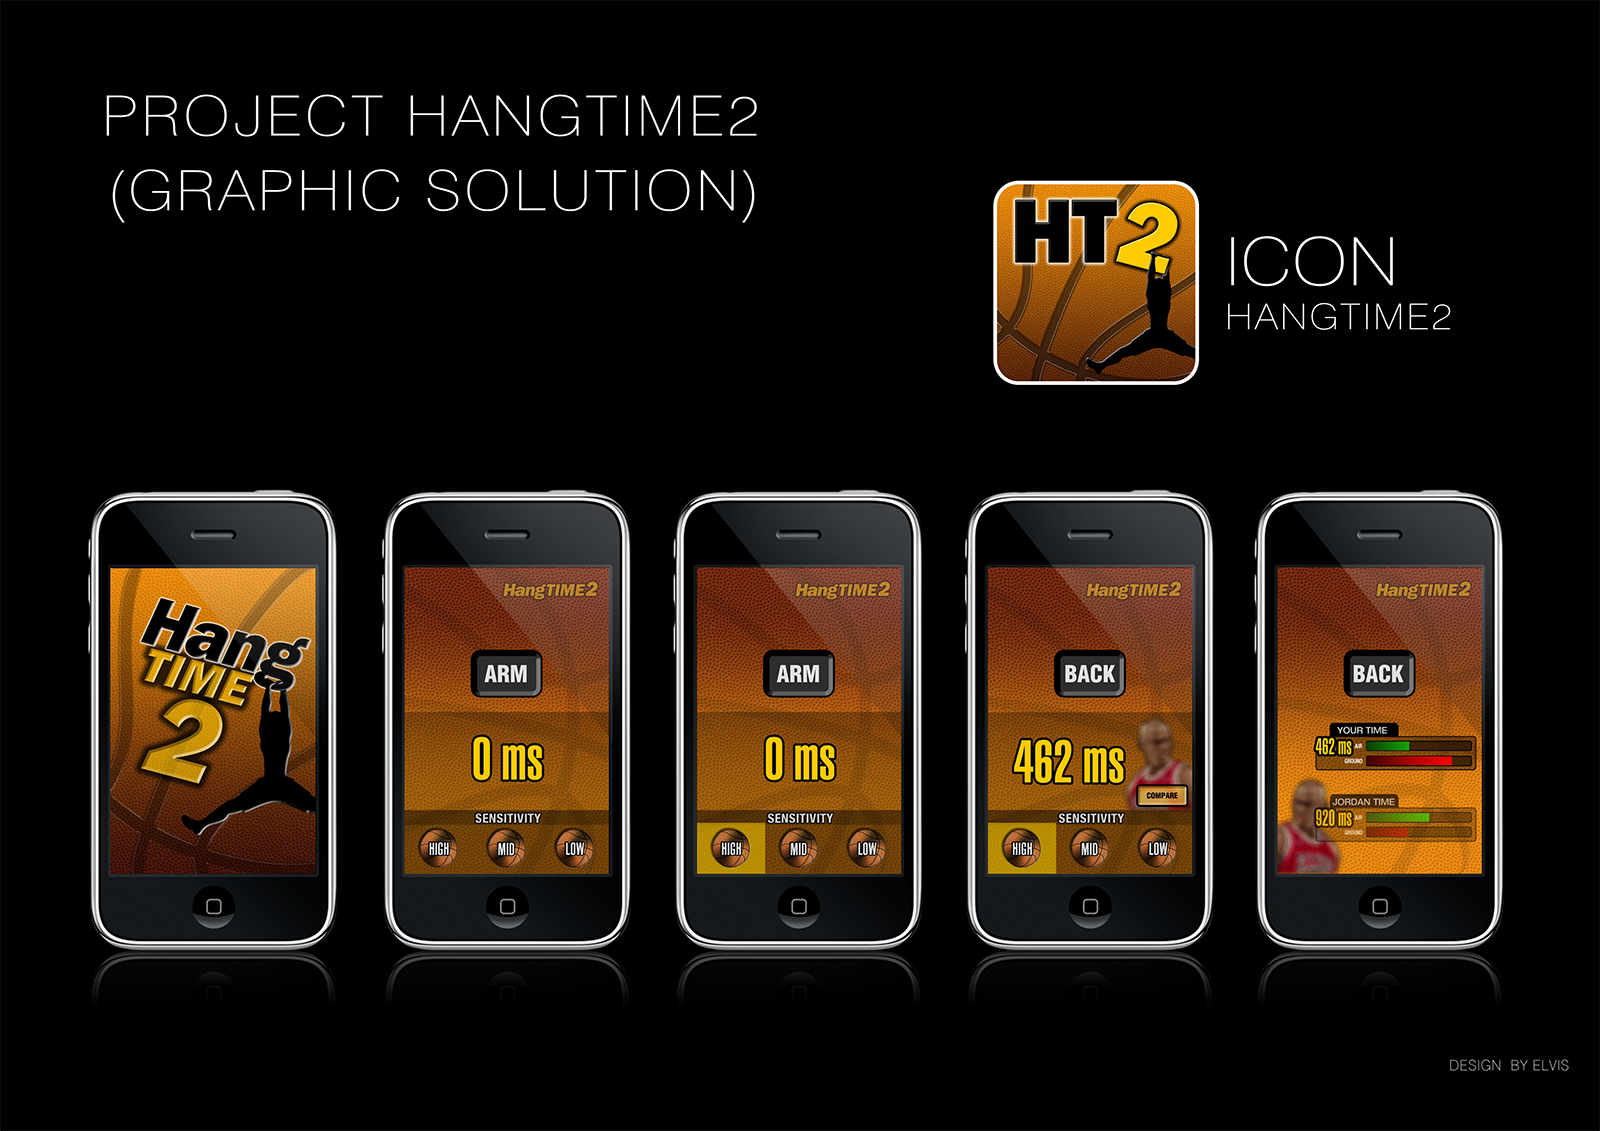 PROJECT HANGTIME2
(GRAPHIC SOLUTION)
HT2
ICON
HANGTIME2
Hang
TIME
2
HangTIME2
ARM
0 ms
SENSITIVITY
HIGH MID LOW
HangTIME2
ARM
0 ms
SENSITIVITY
HIGH MID LOW
HangTIME2
BACK
462 ms
COMPARE
SENSITIVITY
HIGH MID LOW
HangTIME2
BACK
YOUR TIME
462 ms AIR
GROUND
JORDAN TIME
920 ms AIR
GROUND
DESIGN BY ELVIS